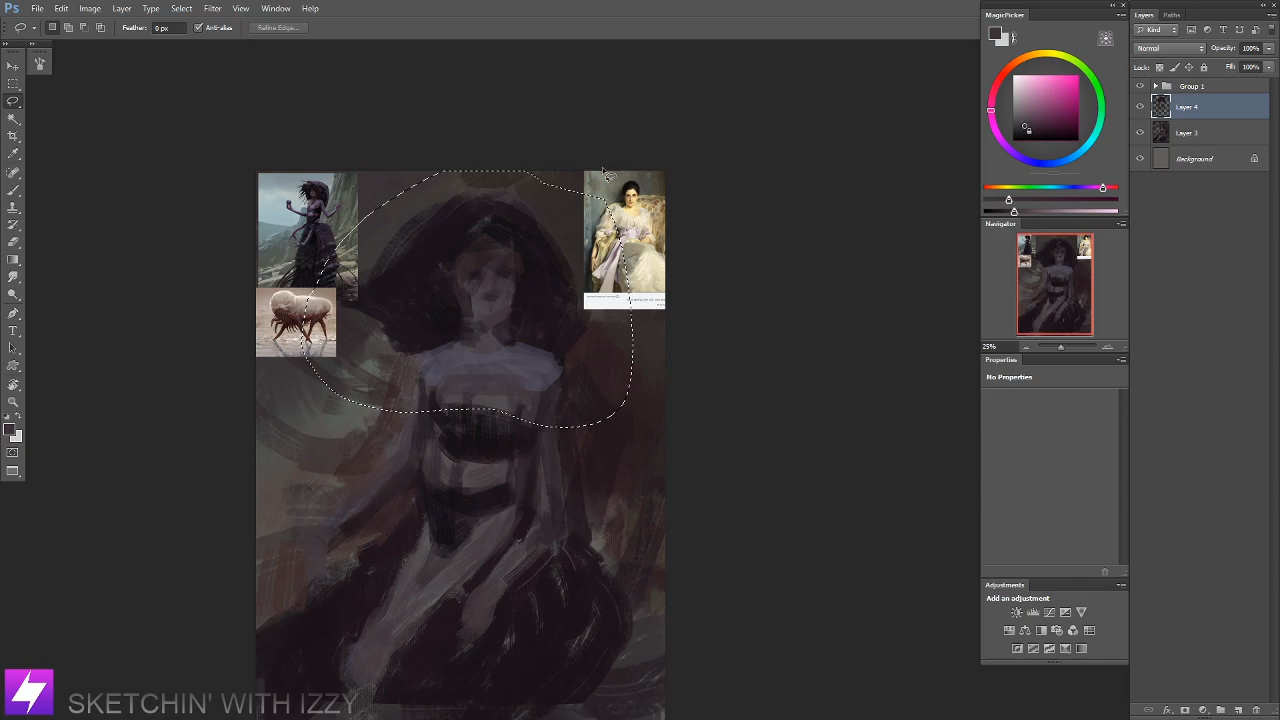 Ps File Edit Image Layer Type Select Filter View Window Help
Feather: 0 px Anti-alias Refine Edge...
MagicPicker
Layers Paths
Kind
Normal Opacity: 100%
Lock: Fill: 100%
Group 1
Layer 4
Layer 3
Background
Navigator
25%
Properties
No Properties
Adjustments
Add an adjustment
SKETCHIN' WITH IZZY